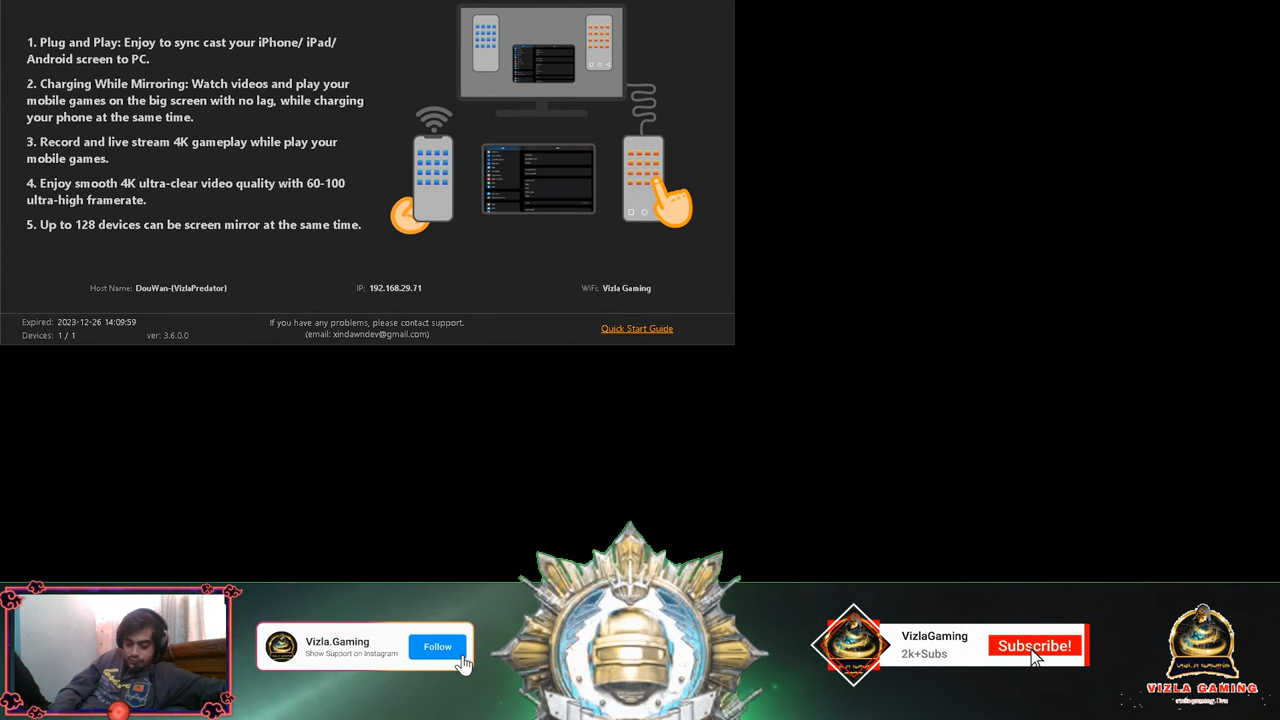 1. Plug and Play: Enjoy to sync cast your iPhone/ iPad/
Android screen to PC.
2. Charging While Mirroring: Watch videos and play your
mobile games on the big screen with no lag, while charging
your phone at the same time.
3. Record and live stream 4K gameplay while play your
mobile games.
4. Enjoy smooth 4K ultra-clear video quality with 60-100
ultra-high framerate.
5. Up to 128 devices can be screen mirror at the same time.
Host Name: DouWan-(VizlaPredator)
IP: 192.168.29.71
WiFi: Vizla Gaming
Expired: 2023-12-26 14:09:59
Devices: 1 / 1
ver: 3.6.0.0
If you have any problems, please contact support.
(email: xindawndev@gmail.com)
Quick Start Guide
Vizla.Gaming
Show Support on Instagram
Follow
VizlaGaming
2k+Subs
Subscribe!
VIZLA GAMING